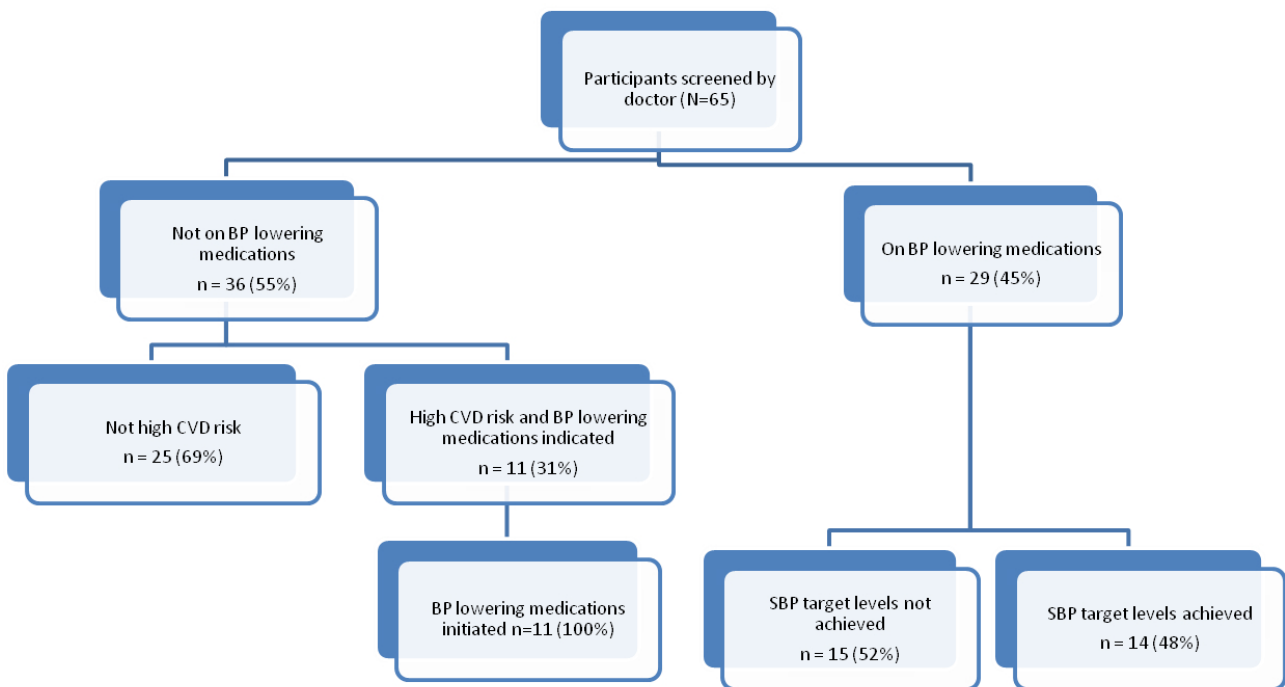 Participants screened by
doctor (N=65)
Not on BP lowering
medications
n = 36 (55%)
On BP lowering medications
n = 29 (45%)
Not high CVD risk
n = 25 (69%)
High CVD risk and BP lowering
medications indicated
n = 11 (31%)
BP lowering medications
initiated n=11 (100%)
SBP target levels not
achieved
n = 15 (52%)
SBP target levels achieved
n = 14 (48%)